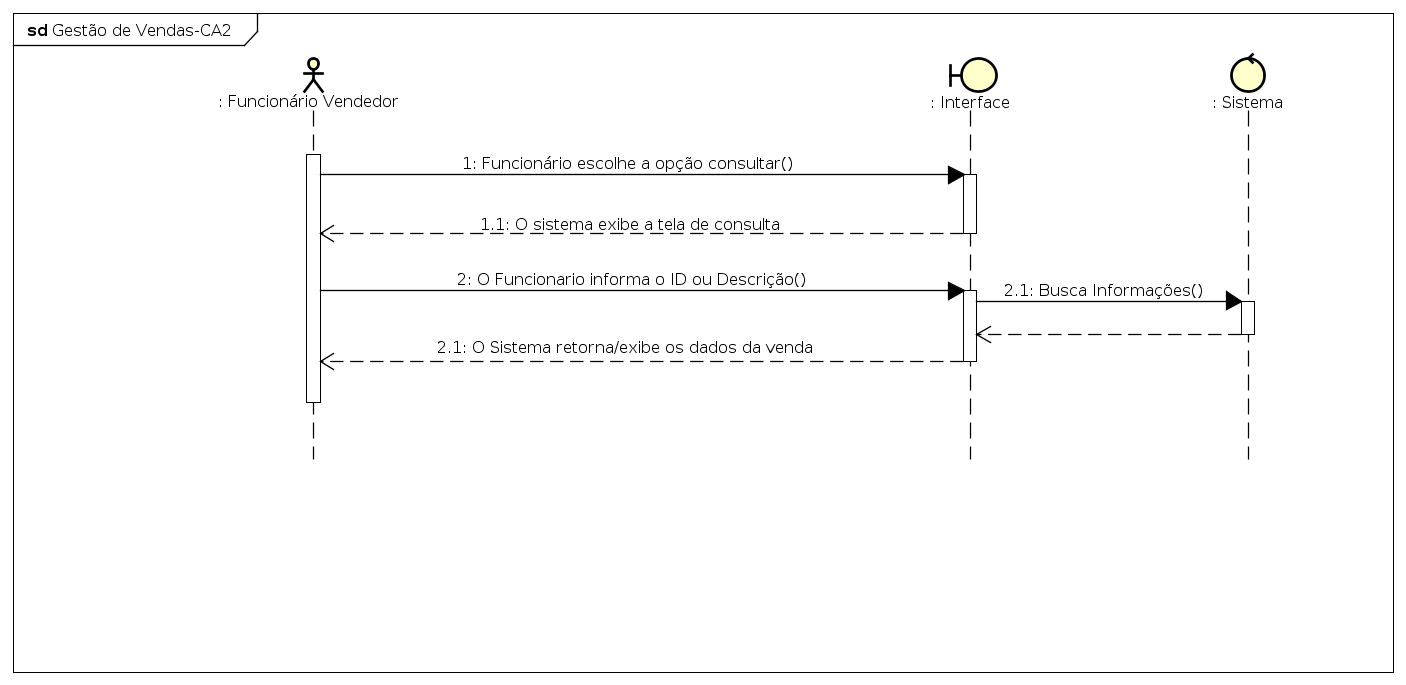 sd Gestão de Vendas-CA2
: Funcionário Vendedor
: Interface
: Sistema
1: Funcionário escolhe a opção consultar()
1.1: O sistema exibe a tela de consulta
2: O Funcionario informa o ID ou Descrição()
2.1: Busca Informações()
2.1: O Sistema retorna/exibe os dados da venda